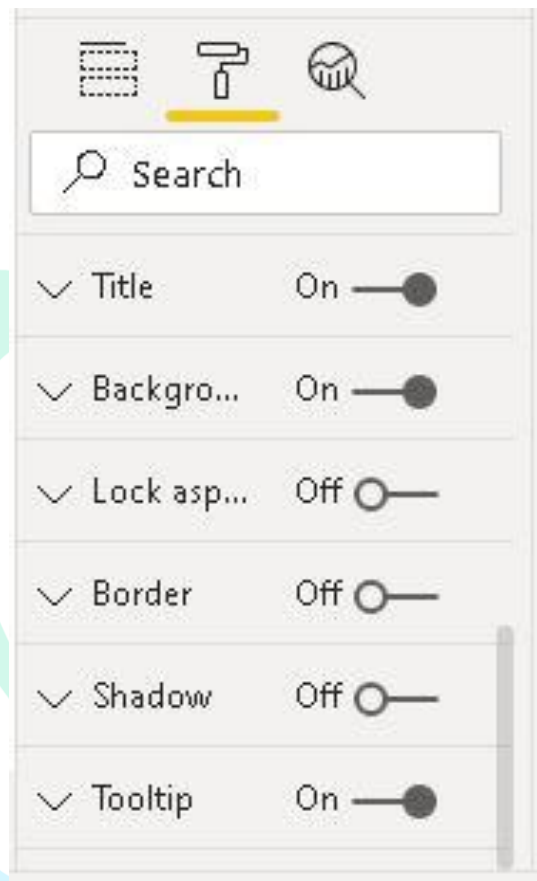 Search
Title On
Backgro... On
Lock asp... Off
Border Off
Shadow Off
Tooltip On